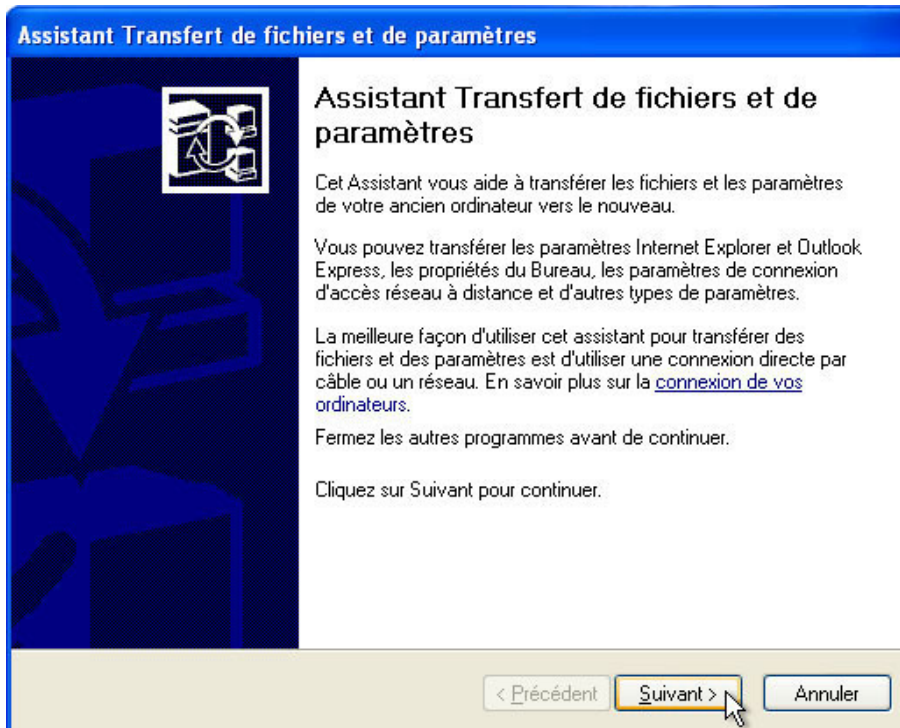 Assistant Transfert de fichiers et de paramètres
Assistant Transfert de fichiers et de
paramètres
Cet Assistant vous aide à transférer les fichiers et les paramètres
de votre ancien ordinateur vers le nouveau.
Vous pouvez transférer les paramètres Internet Explorer et Outlook
Express, les propriétés du Bureau, les paramètres de connexion
d'accès réseau à distance et d'autres types de paramètres.
La meilleure façon d'utiliser cet assistant pour transférer des
fichiers et des paramètres est d'utiliser une connexion directe par
câble ou un réseau. En savoir plus sur la connexion de vos
ordinateurs.
Fermez les autres programmes avant de continuer.
Cliquez sur Suivant pour continuer.
< Précédent Suivant > Annuler